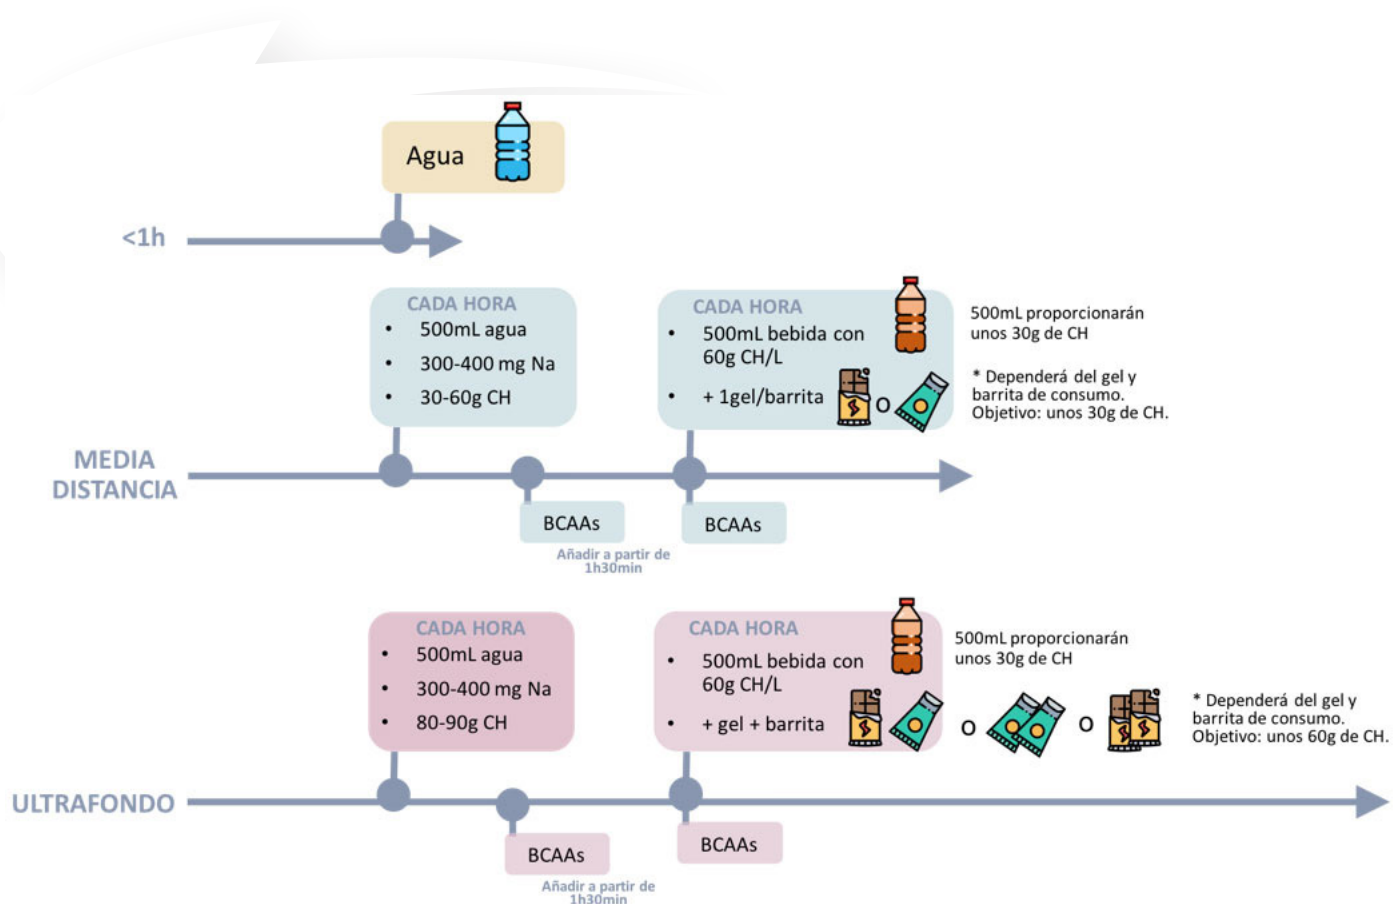 Agua
<1h
CADA HORA
• 500mL agua
• 300-400 mg Na
• 30-60g CH
CADA HORA
• 500mL bebida con
60g CH/L
• + 1gel/barrita
o
500mL proporcionarán
unos 30g de CH
* Dependerá del gel y
barrita de consumo.
Objetivo: unos 30g de CH.
MEDIA
DISTANCIA
BCAAs
Añadir a partir de
1h30min
BCAAs
CADA HORA
• 500mL agua
• 300-400 mg Na
• 80-90g CH
CADA HORA
• 500mL bebida con
60g CH/L
• + gel + barrita
o
o
500mL proporcionarán
unos 30g de CH
* Dependerá del gel y
barrita de consumo.
Objetivo: unos 60g de CH.
ULTRAFONDO
BCAAs
Añadir a partir de
1h30min
BCAAs